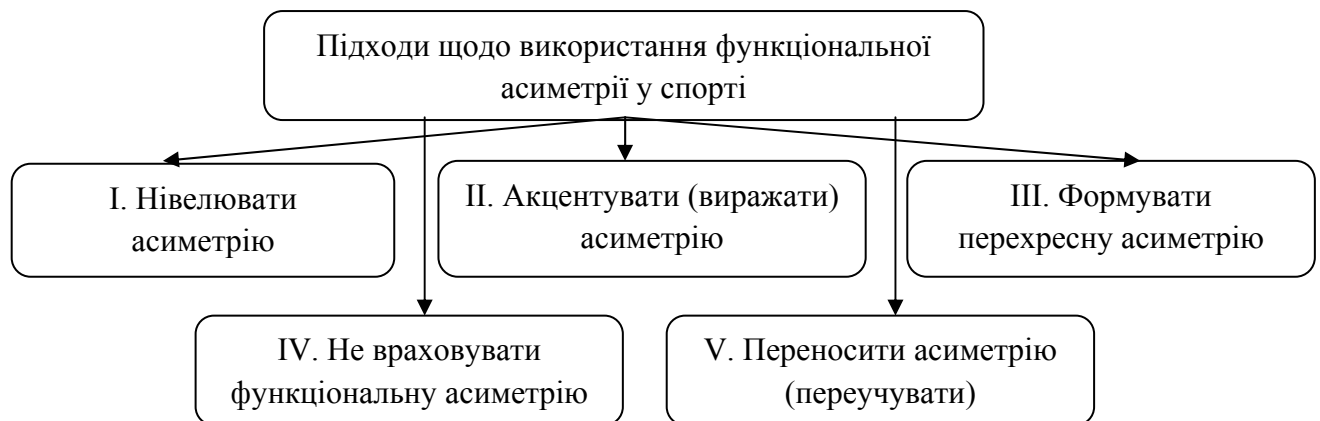 Підходи щодо використання функціональної
асиметрії у спорті
І. Нівелювати
асиметрію
ІІ. Акцентувати (виражати)
асиметрію
ІІІ. Формувати
перехресну асиметрію
IV. Не враховувати
функціональну асиметрію
V. Переносити асиметрію
(переучувати)